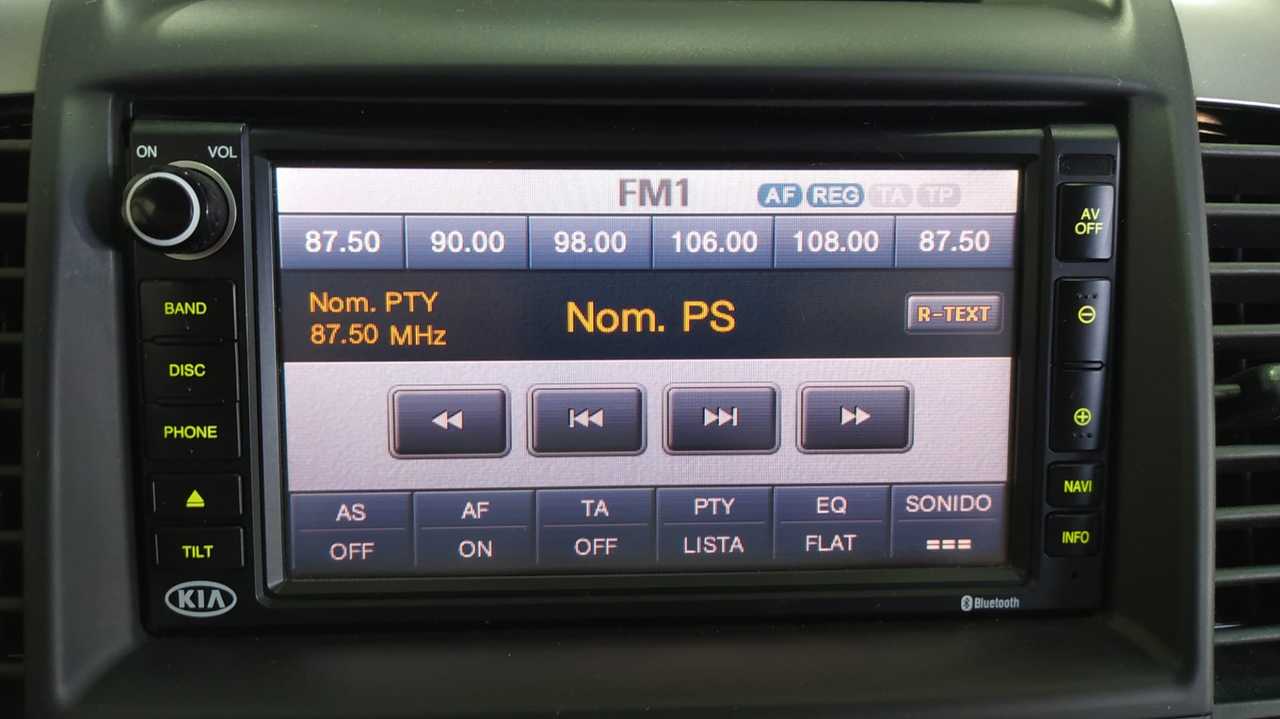 ON VOL
FM1 AF REG TA TP
87.50 90.00 98.00 106.00 108.00 87.50
AV
OFF
BAND
Nom. PTY
87.50 MHz
Nom. PS
R-TEXT
DISC
PHONE
NAVI
AS AF TA PTY EQ SONIDO
OFF ON OFF LISTA FLAT ===
INFO
TILT
KIA
Bluetooth